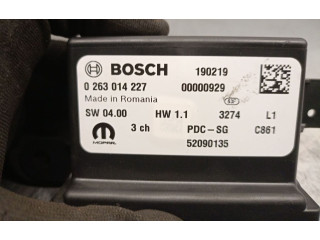 BOSCH 190219
0 263 014 227 00000929
Made in Romania
SW 04.00 HW 1.1 3274 L1
3 ch PDC-SG C861
MOPAR 52090135